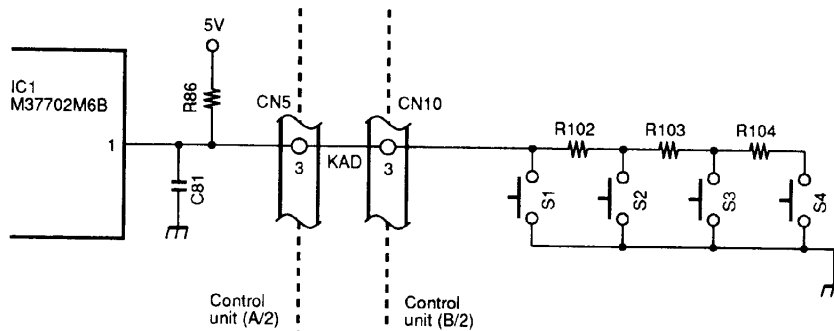 5V
IC1
M37702M6B
R86
CN5
CN10
1
3
KAD
3
C81
R102
R103
R104
S1
S2
S3
S4
Control
unit (A/2)
Control
unit (B/2)